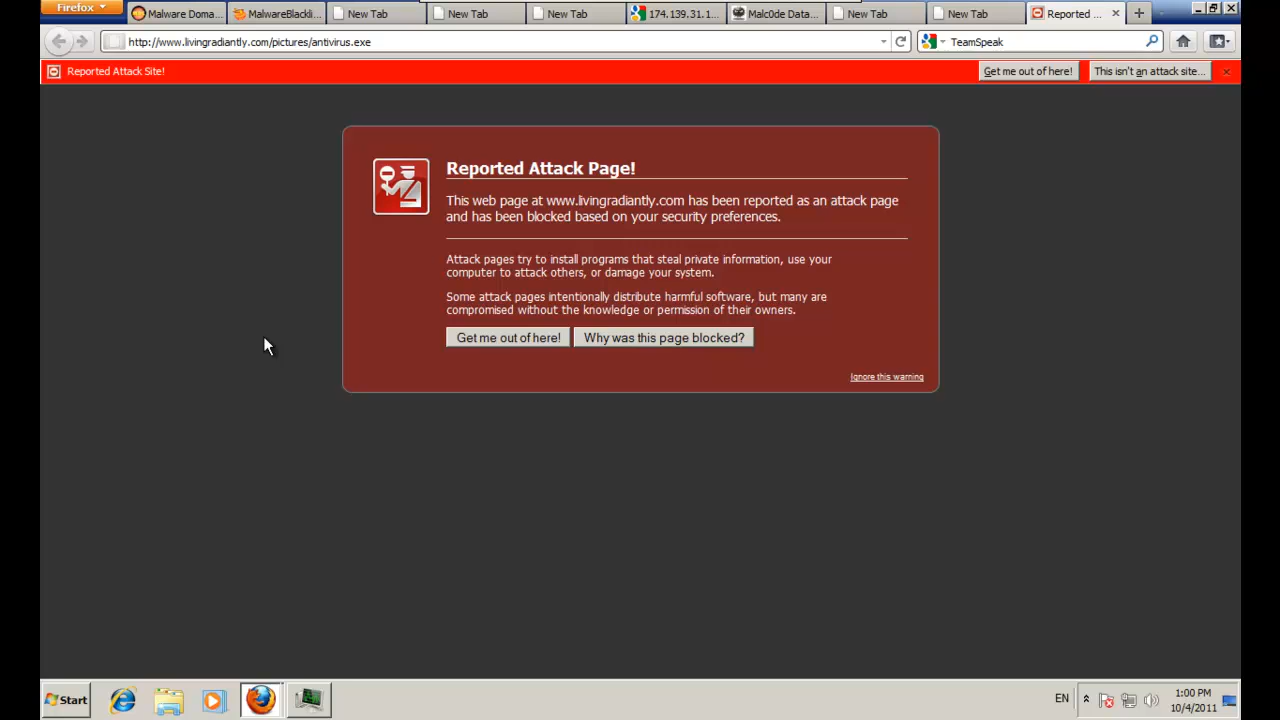 Firefox
Malware Doma...
MalwareBlackli...
New Tab
New Tab
New Tab
174.139.31.1...
Malc0de Data...
New Tab
New Tab
Reported ...
http://www.livingradiantly.com/pictures/antivirus.exe
TeamSpeak
Reported Attack Site!
Get me out of here!
This isn't an attack site...
Reported Attack Page!
This web page at www.livingradiantly.com has been reported as an attack page
and has been blocked based on your security preferences.
Attack pages try to install programs that steal private information, use your
computer to attack others, or damage your system.
Some attack pages intentionally distribute harmful software, but many are
compromised without the knowledge or permission of their owners.
Get me out of here!
Why was this page blocked?
Ignore this warning
Start
EN
1:00 PM
10/4/2011